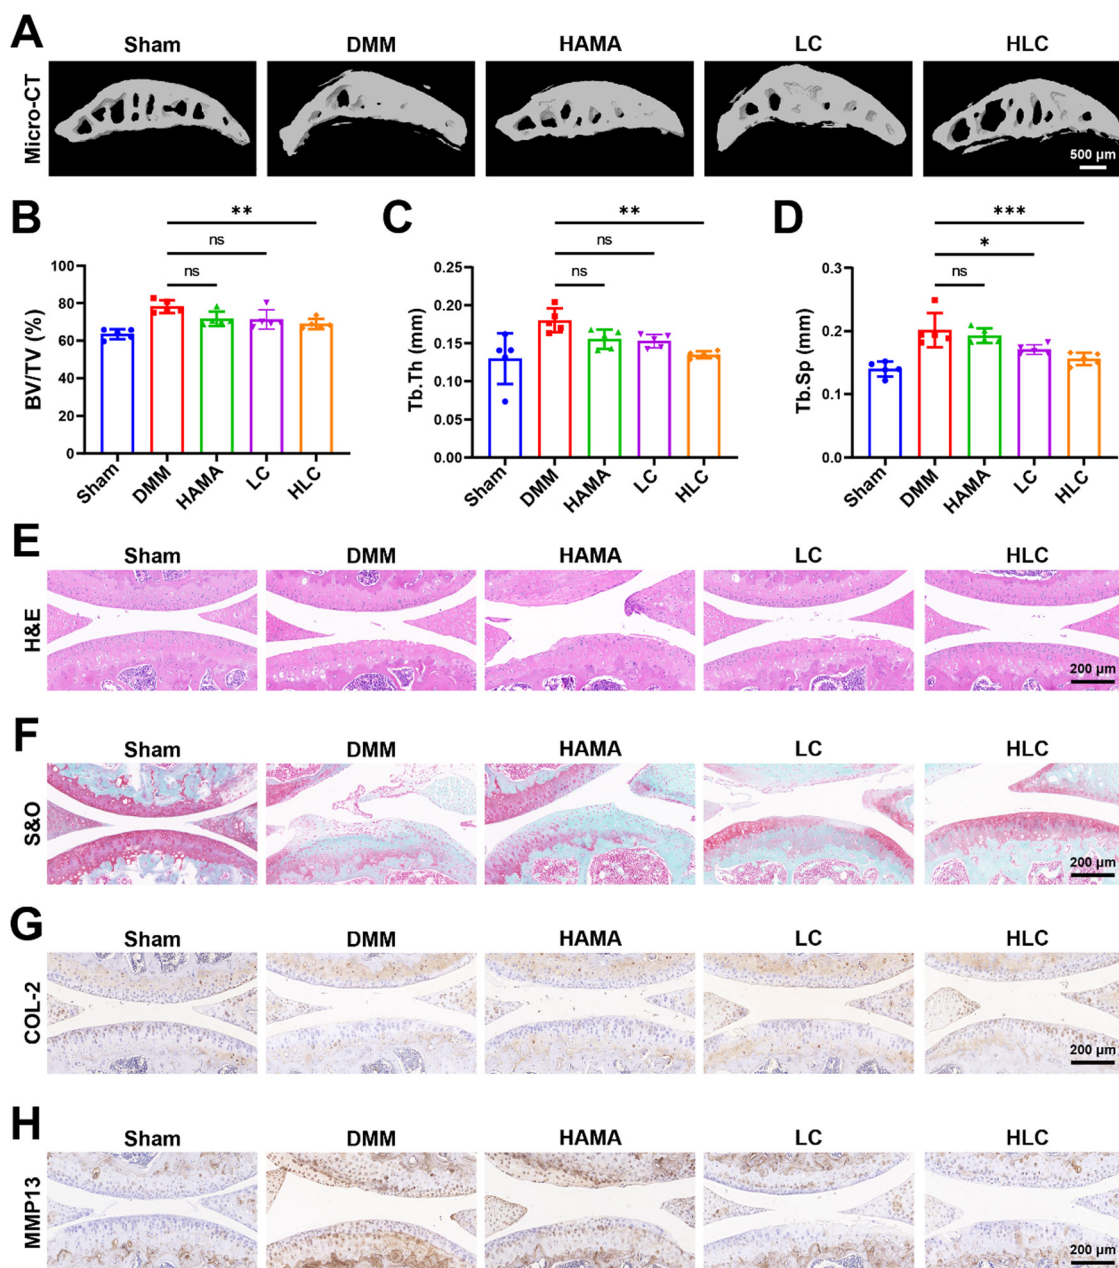 A
Sham DMM HAMA LC HLC
Micro-CT
500 µm
B
**
ns
ns
BV/TV (%)
100
80
60
40
20
0
Sham DMM HAMA LC HLC
C
**
ns
ns
Tb.Th (mm)
0.25
0.20
0.15
0.10
0.05
0.00
Sham DMM HAMA LC HLC
D
***
*
ns
Tb.Sp (mm)
0.3
0.2
0.1
0.0
Sham DMM HAMA LC HLC
E
Sham DMM HAMA LC HLC
H&E
200 µm
F
Sham DMM HAMA LC HLC
S&O
200 µm
G
Sham DMM HAMA LC HLC
COL-2
200 µm
H
Sham DMM HAMA LC HLC
MMP13
200 µm